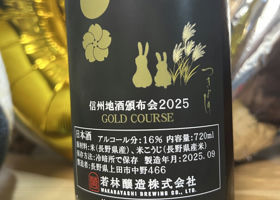 信州地酒頒布会2025
GOLD COURSE
日本酒 アルコール分:16% 内容量:720ml
原材料:米(長野県産)、米こうじ(長野県産米)
保存方法:冷暗所で保存 製造年月:2025.09
製造者:長野県上田市中野466
若林醸造株式会社
WAKABAYASHI BREWING CO., LTD.